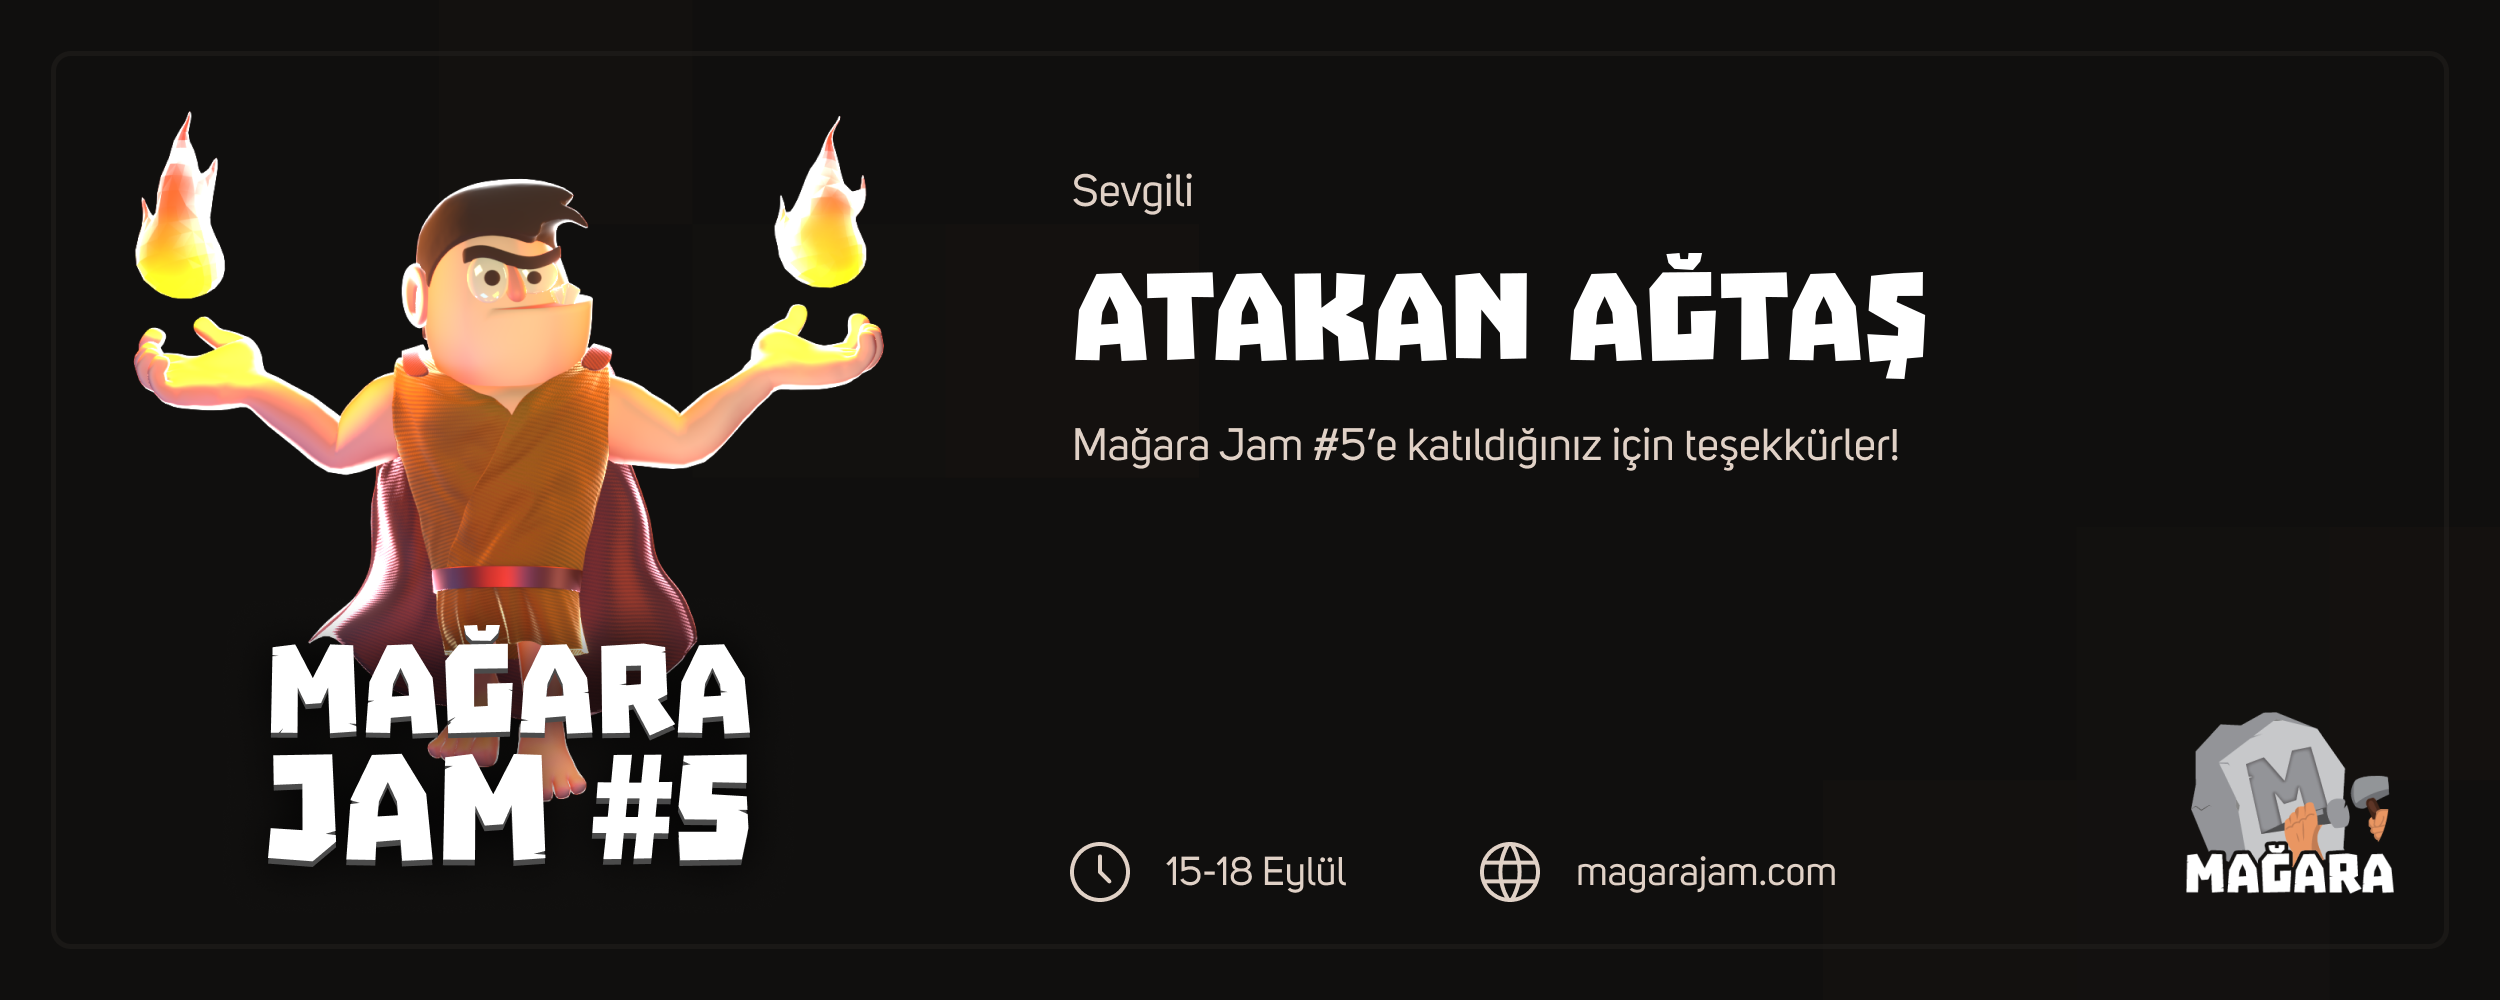 Sevgili
ATAKAN AĞTAŞ
Mağara Jam #5'e katıldığınız için teşekkürler!
MAĞARA
JAM #5
15-18 Eylül
magarajam.com
M
MAĞARA